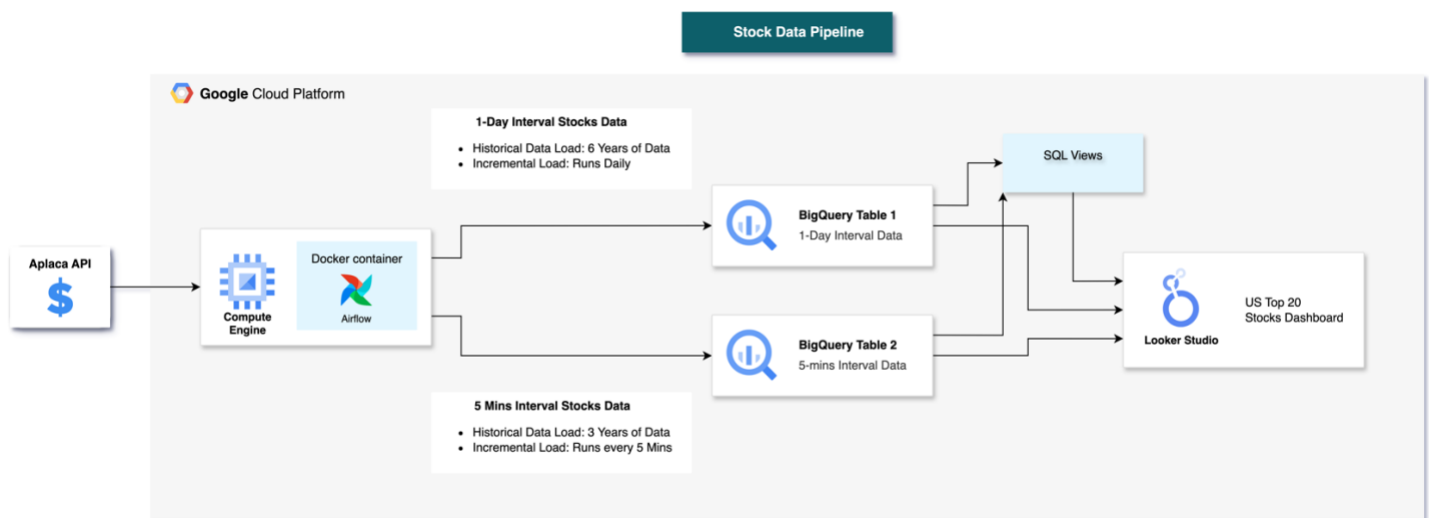 Stock Data Pipeline
Google Cloud Platform
1-Day Interval Stocks Data
• Historical Data Load: 6 Years of Data
• Incremental Load: Runs Daily
SQL Views
BigQuery Table 1
1-Day Interval Data
Aplaca API
$
Compute
Engine
Docker container
Airflow
US Top 20
Stocks Dashboard
Looker Studio
BigQuery Table 2
5-mins Interval Data
5 Mins Interval Stocks Data
• Historical Data Load: 3 Years of Data
• Incremental Load: Runs every 5 Mins